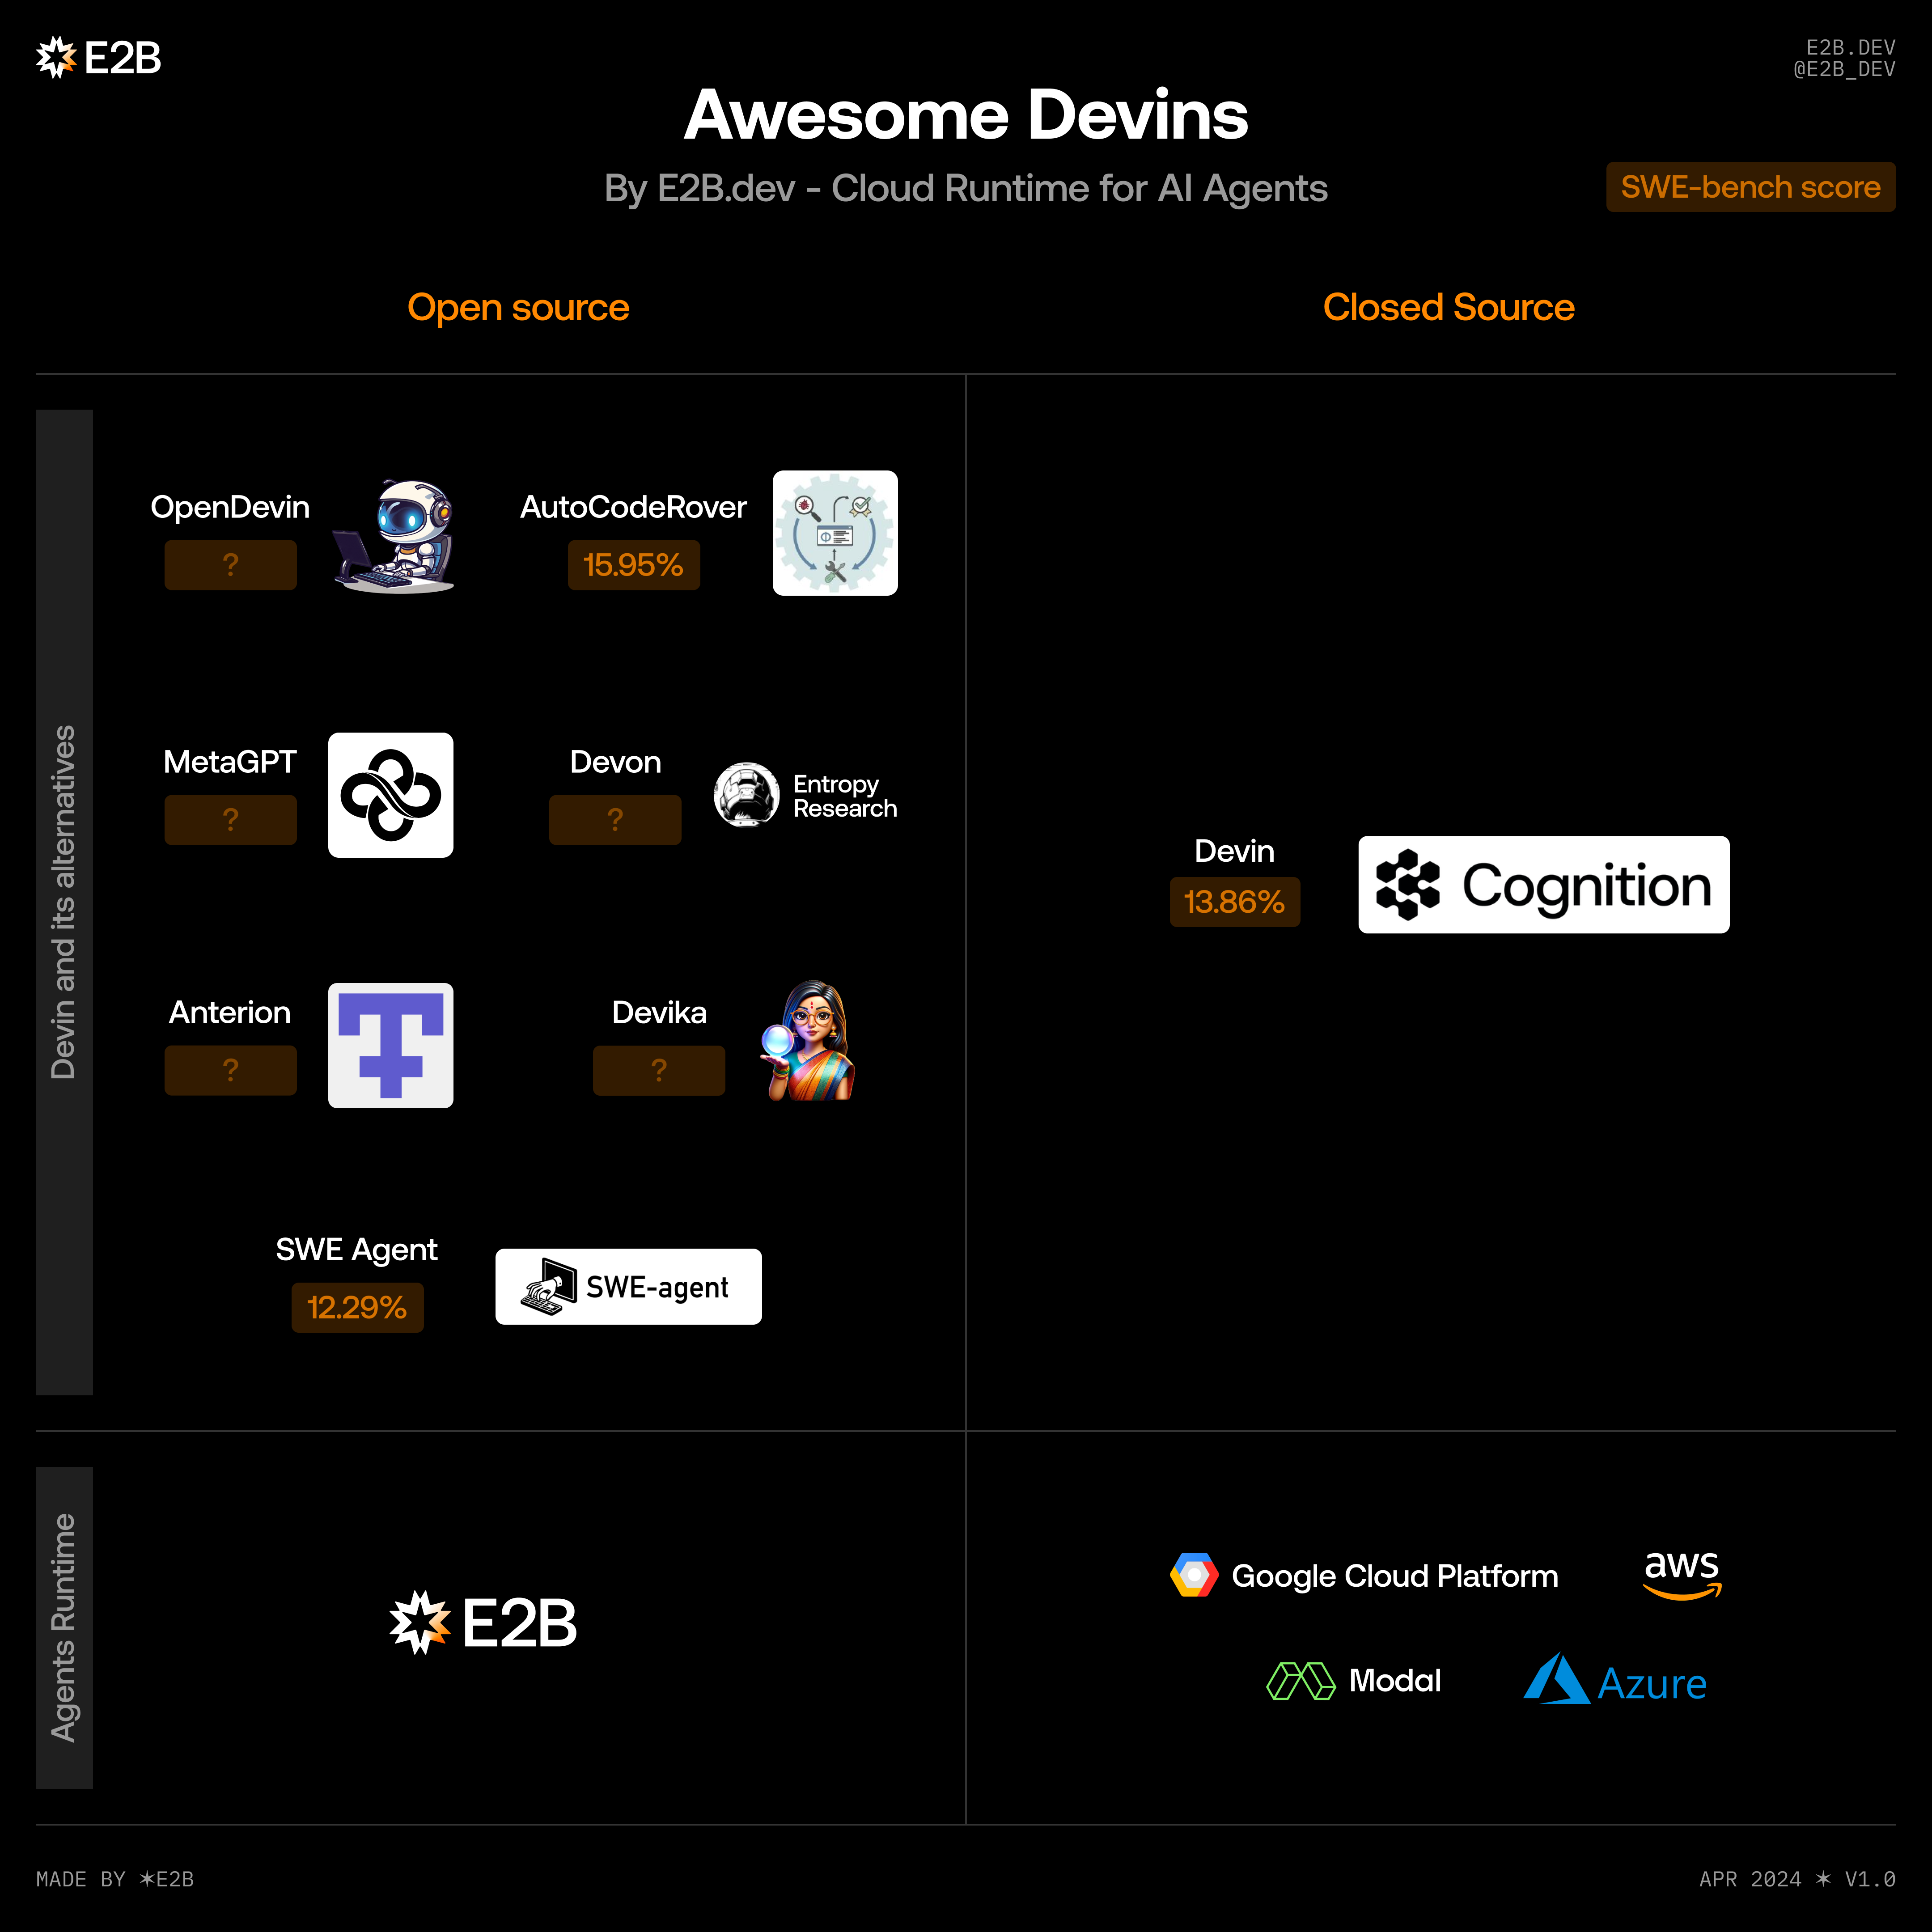 E2B
E2B.DEV
@E2B_DEV
Awesome Devins
By E2B.dev - Cloud Runtime for AI Agents
SWE-bench score
Open source
Closed Source
Devin and its alternatives
OpenDevin
?
AutoCodeRover
15.95%
MetaGPT
?
Devon
?
Entropy
Research
Anterion
?
Devika
?
SWE Agent
12.29%
SWE-agent
Devin
13.86%
Cognition
Agents Runtime
E2B
Google Cloud Platform
aws
Modal
Azure
MADE BY ✶E2B
APR 2024 ✶ V1.0